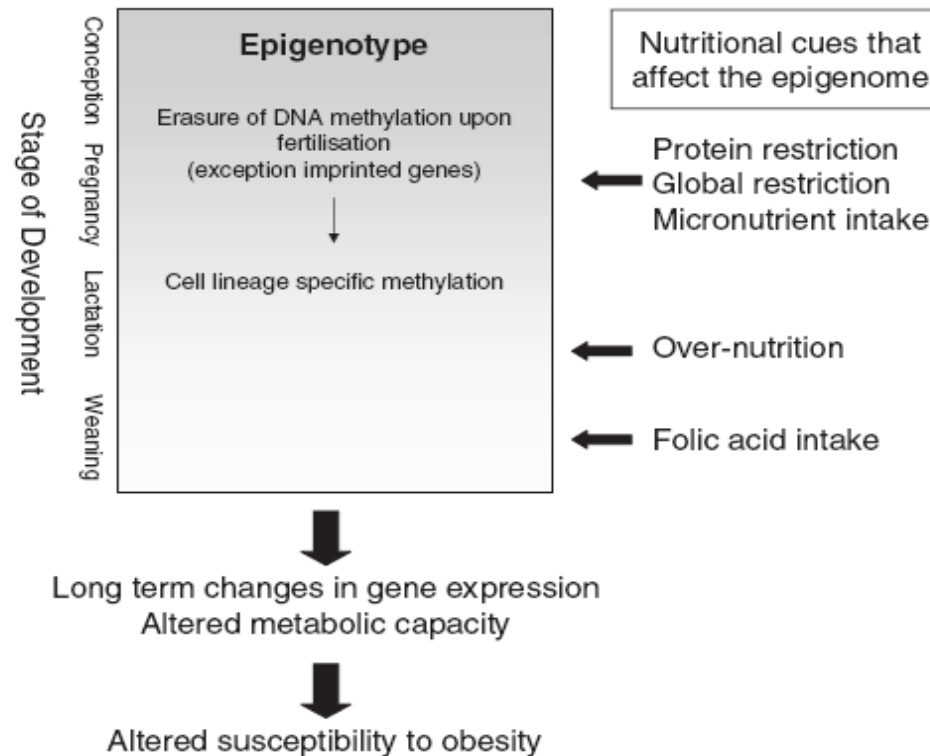 Stage of Development
Conception
Pregnancy
Lactation
Weaning
Epigenotype
Erasure of DNA methylation upon
fertilisation
(exception imprinted genes)
Cell lineage specific methylation
Nutritional cues that
affect the epigenome
Protein restriction
Global restriction
Micronutrient intake
Over-nutrition
Folic acid intake
Long term changes in gene expression
Altered metabolic capacity
Altered susceptibility to obesity